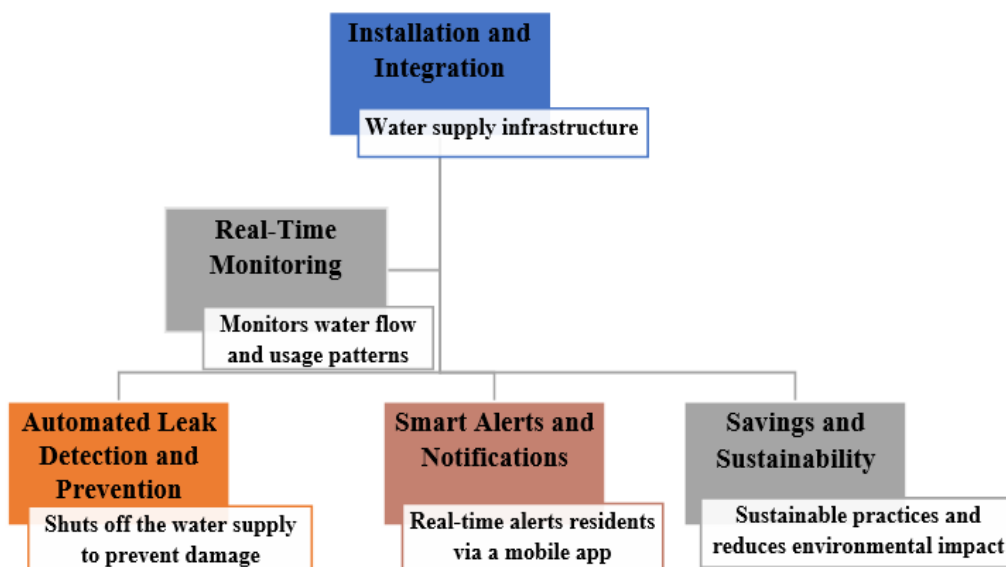 Installation and
Integration
Water supply infrastructure
Real-Time
Monitoring
Monitors water flow
and usage patterns
Automated Leak
Detection and
Prevention
Shuts off the water supply
to prevent damage
Smart Alerts and
Notifications
Real-time alerts residents
via a mobile app
Savings and
Sustainability
Sustainable practices and
reduces environmental impact